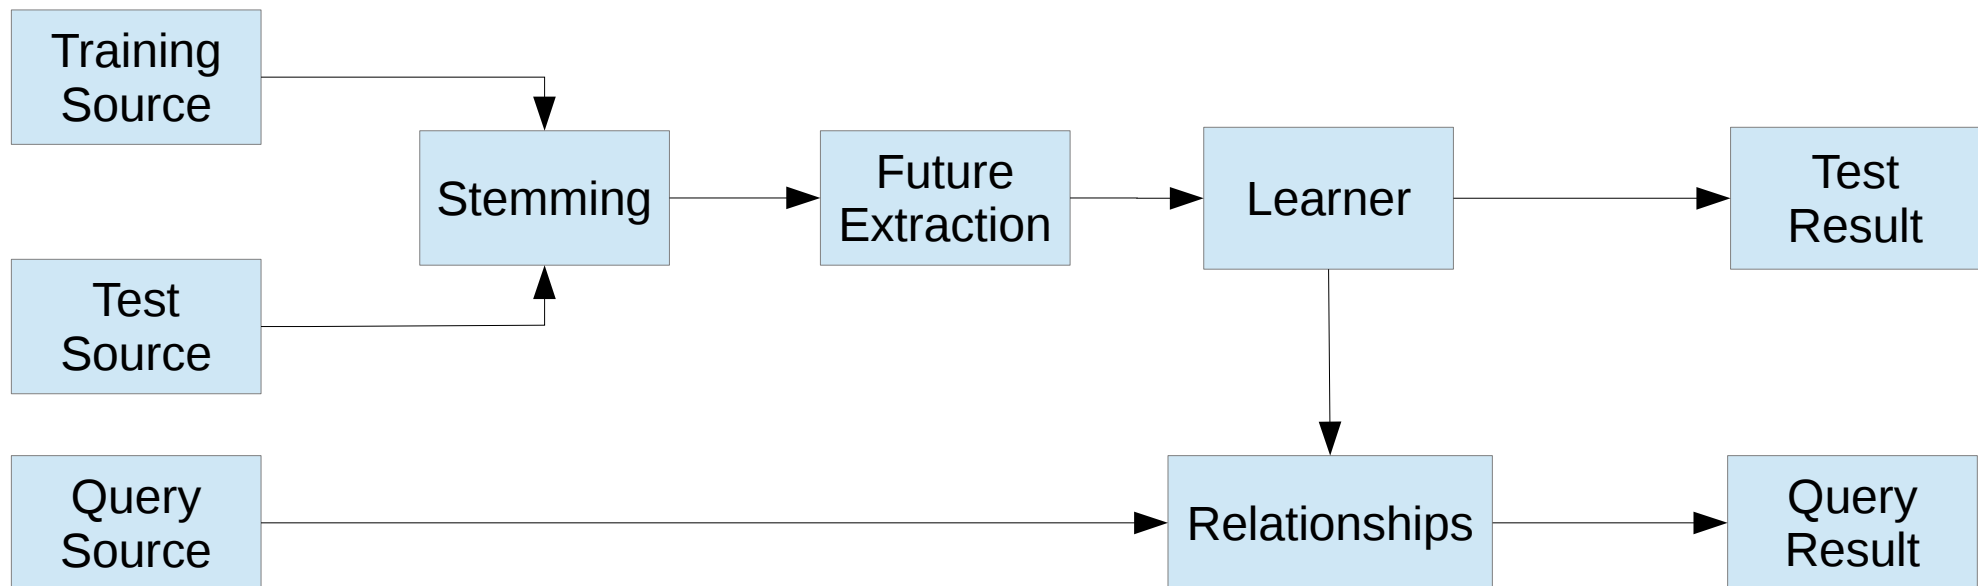 Training
Source
Stemming
Future
Extraction
Learner
Test
Result
Test
Source
Query
Source
Relationships
Query
Result